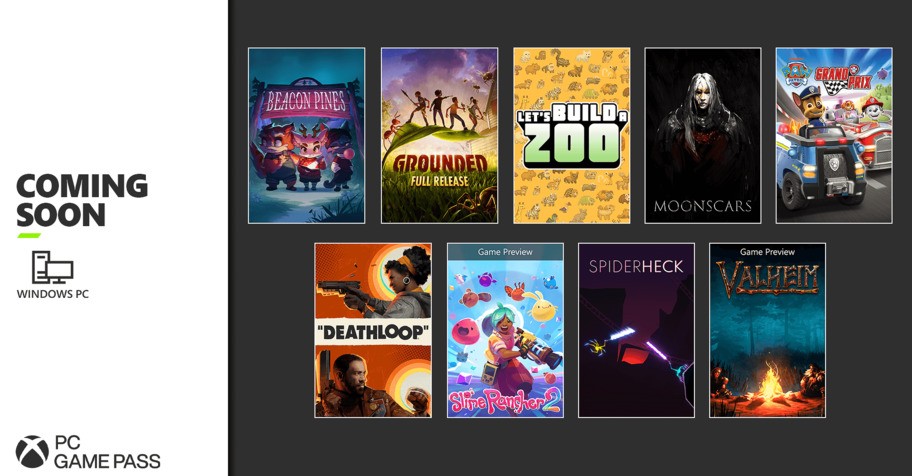 COMING
SOON
WINDOWS PC
PC
GAME PASS
BEACON PINES
GROUNDED
FULL RELEASE
LET'S BUILD A
ZOO
MOONSCARS
PAW PATROL
GRAND
PRIX
"DEATHLOOP"
Game Preview
Slime Rancher 2
SPIDERHECK
Game Preview
VALHEIM